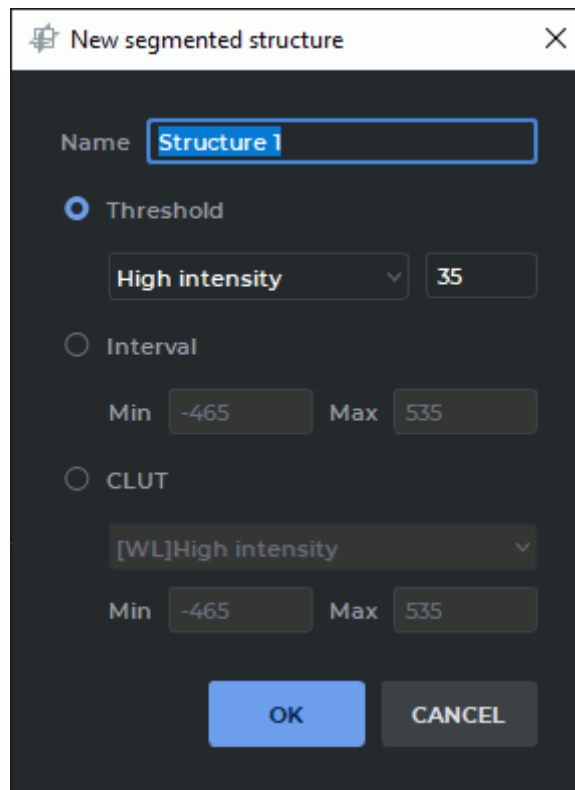 New segmented structure
Name Structure 1
Threshold
High intensity 35
Interval
Min -465 Max 535
CLUT
[WL]High intensity
Min -465 Max 535
OK CANCEL